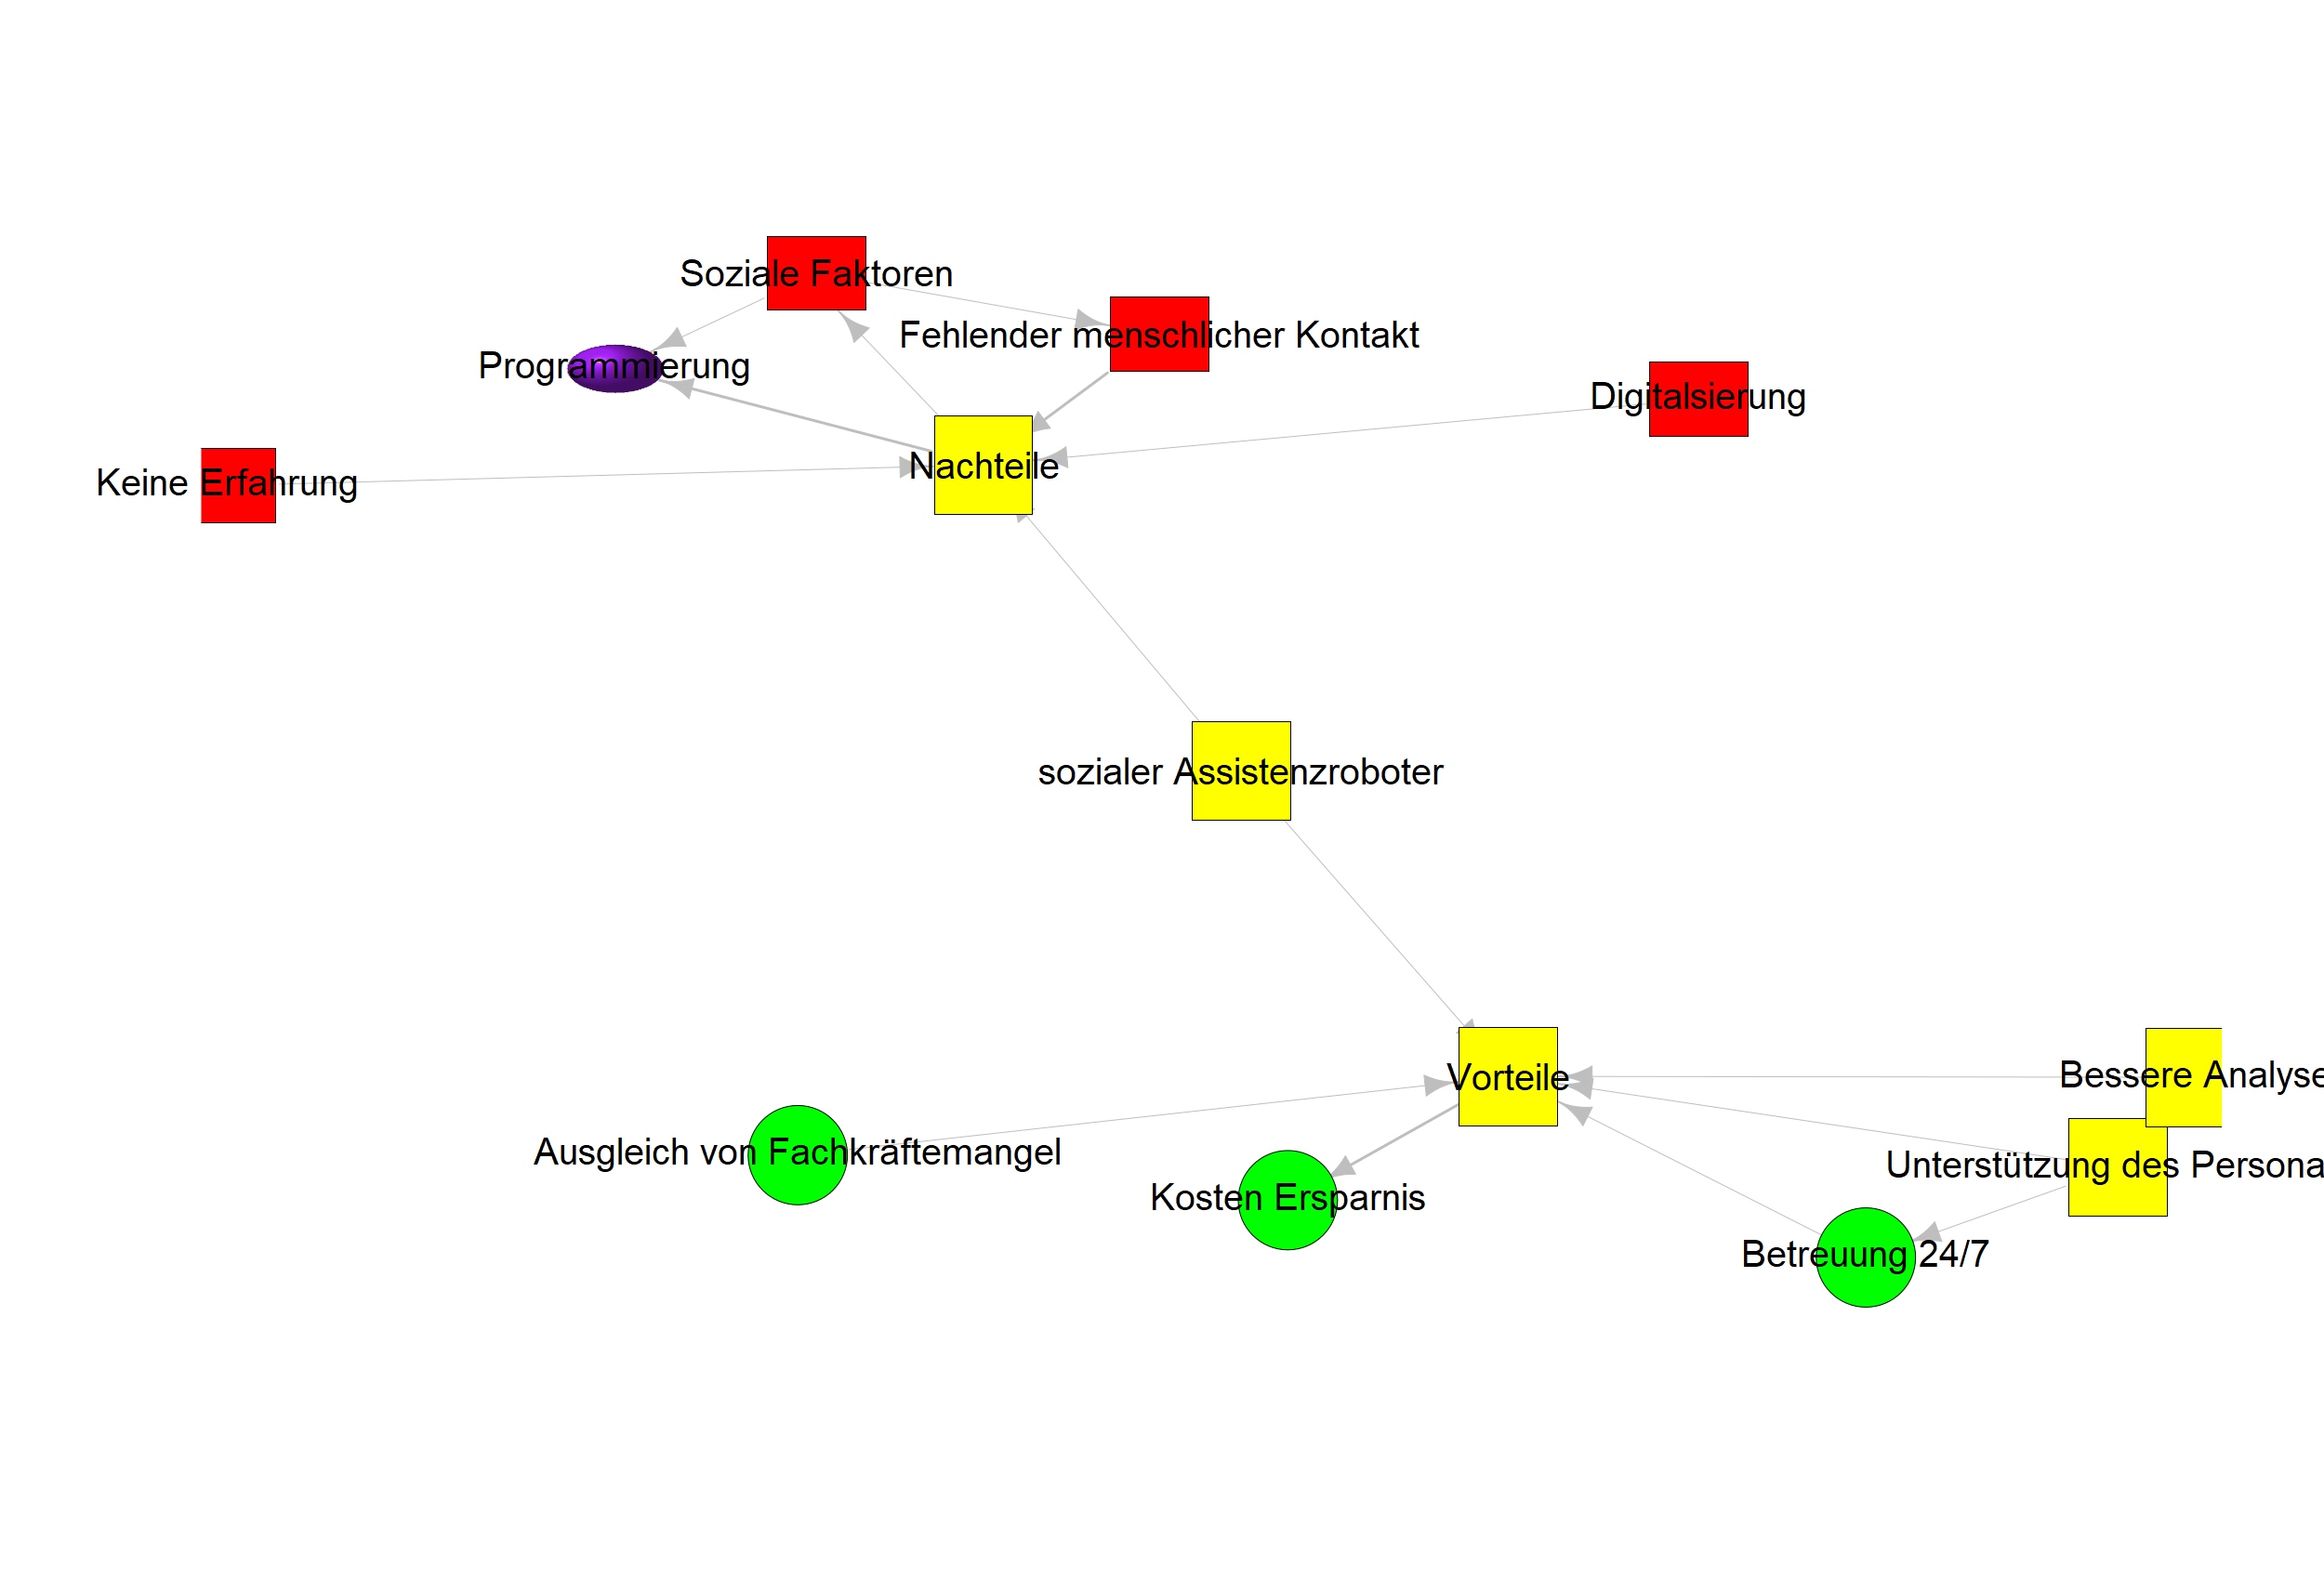 Soziale Faktoren
Fehlender menschlicher Kontakt
Programmierung
Digitalsierung
Nachteile
Keine Erfahrung
sozialer Assistenzroboter
Bessere Analyse
Vorteile
Ausgleich von Fachkräftemangel
Unterstützung des Persona
Kosten Ersparnis
Betreuung 24/7